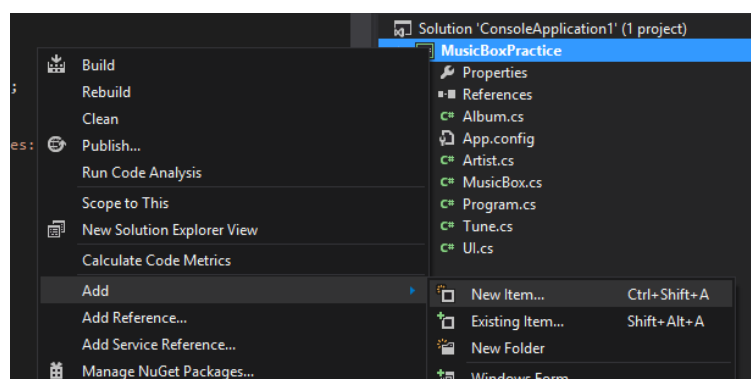 Solution 'ConsoleApplication1' (1 project)
MusicBoxPractice
Properties
References
C# Album.cs
App.config
C# Artist.cs
C# MusicBox.cs
C# Program.cs
C# Tune.cs
C# UI.cs
;
es:
Build
Rebuild
Clean
Publish...
Run Code Analysis
Scope to This
New Solution Explorer View
Calculate Code Metrics
Add
Add Reference...
Add Service Reference...
Manage NuGet Packages...
New Item... Ctrl+Shift+A
Existing Item... Shift+Alt+A
New Folder
Windows Form